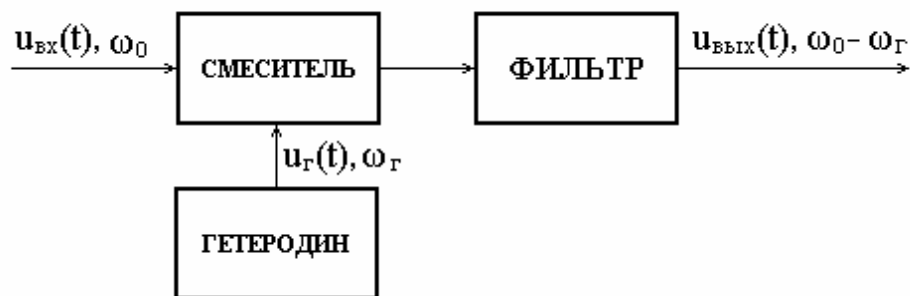 uвх(t), ω0
СМЕСИТЕЛЬ
ФИЛЬТР
uвых(t), ω0- ωг
uг(t), ωг
ГЕТЕРОДИН